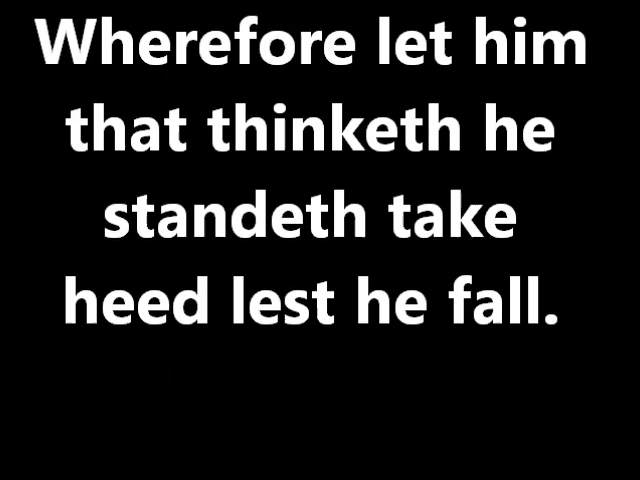 Wherefore let him
that thinketh he
standeth take
heed lest he fall.